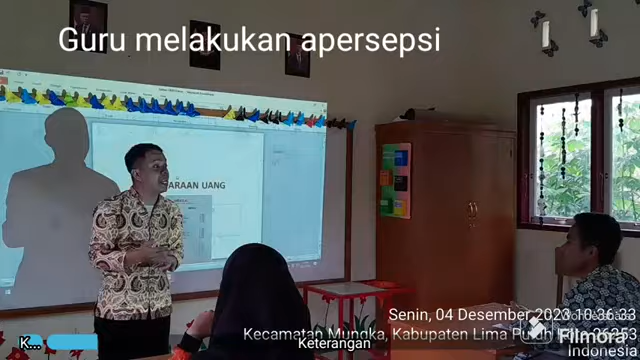 Guru melakukan apersepsi
ARAAN UANG
Senin, 04 Desember 2023 10:36:33
Kecamatan Mungka, Kabupaten Lima Puluh
Filmora
Indonesia
K...
Keterangan